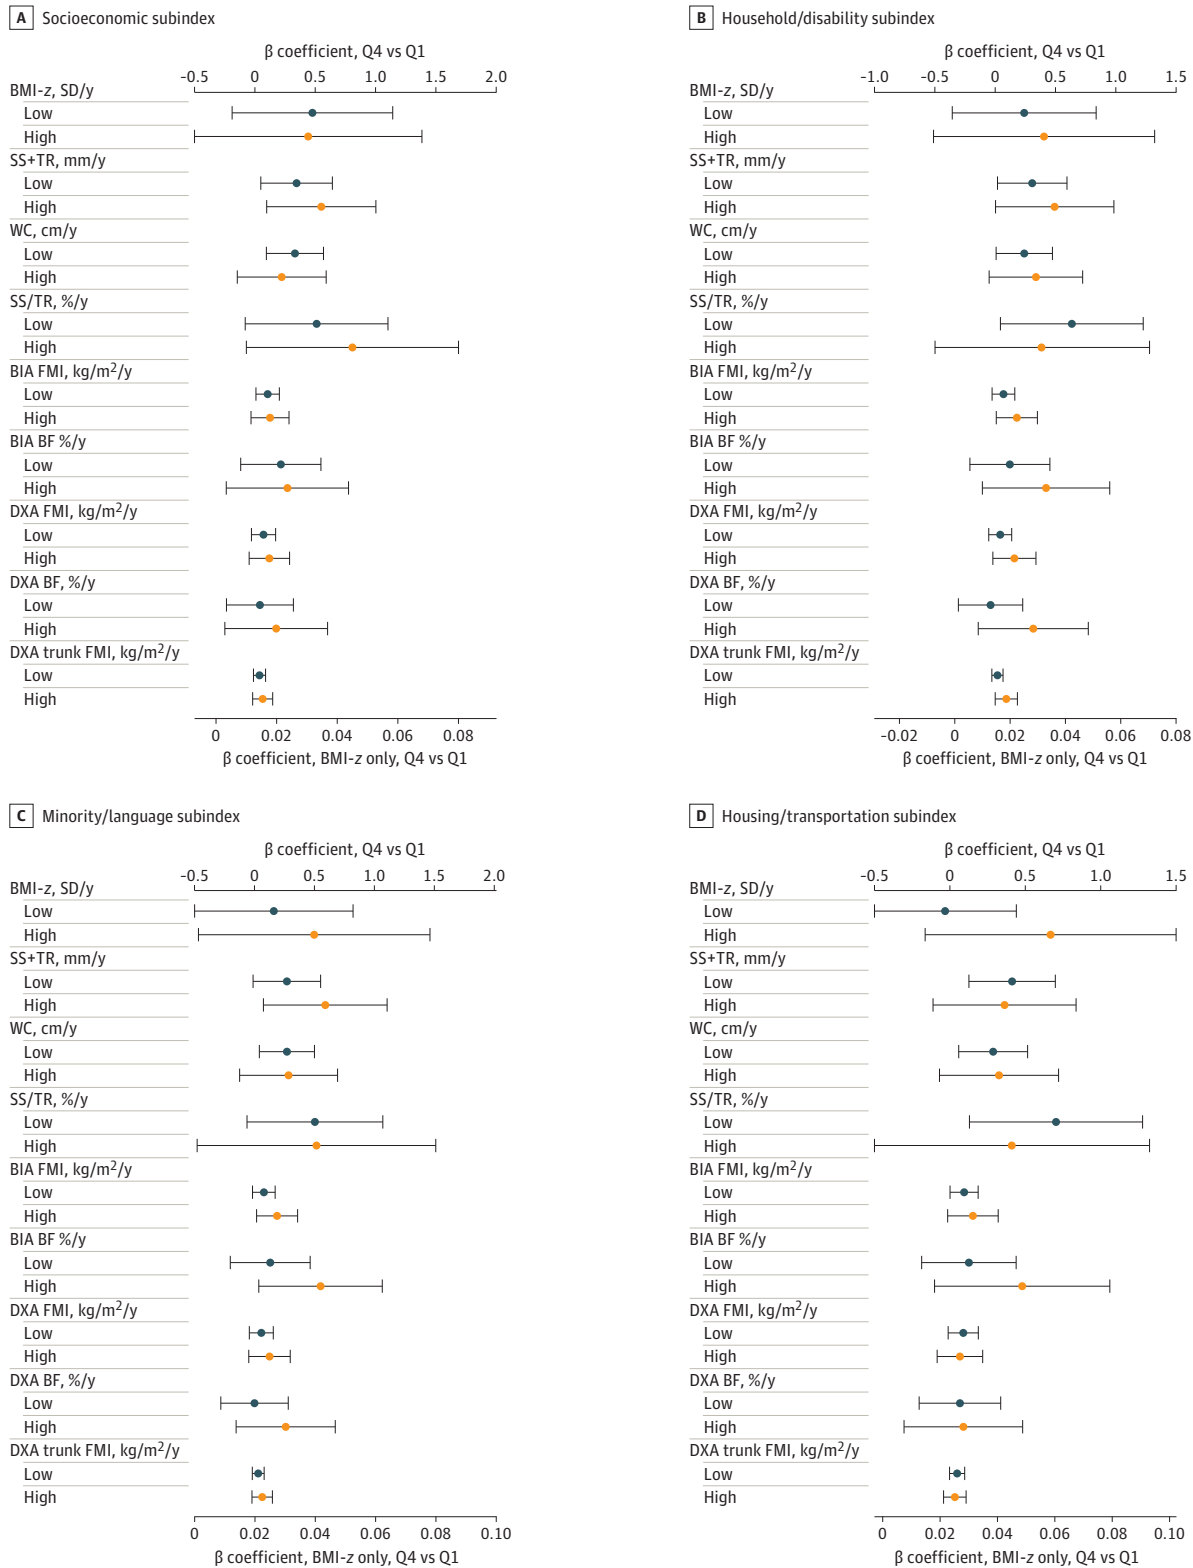 A Socioeconomic subindex
β coefficient, Q4 vs Q1
-0.5 0 0.5 1.0 1.5 2.0
BMI-z, SD/y
Low
High
SS+TR, mm/y
Low
High
WC, cm/y
Low
High
SS/TR, %/y
Low
High
BIA FMI, kg/m²/y
Low
High
BIA BF %/y
Low
High
DXA FMI, kg/m²/y
Low
High
DXA BF, %/y
Low
High
DXA trunk FMI, kg/m²/y
Low
High
0 0.02 0.04 0.06 0.08
β coefficient, BMI-z only, Q4 vs Q1
B Household/disability subindex
β coefficient, Q4 vs Q1
-1.0 -0.5 0 0.5 1.0 1.5
BMI-z, SD/y
Low
High
SS+TR, mm/y
Low
High
WC, cm/y
Low
High
SS/TR, %/y
Low
High
BIA FMI, kg/m²/y
Low
High
BIA BF %/y
Low
High
DXA FMI, kg/m²/y
Low
High
DXA BF, %/y
Low
High
DXA trunk FMI, kg/m²/y
Low
High
-0.02 0 0.02 0.04 0.06 0.08
β coefficient, BMI-z only, Q4 vs Q1
C Minority/language subindex
β coefficient, Q4 vs Q1
-0.5 0 0.5 1.0 1.5 2.0
BMI-z, SD/y
Low
High
SS+TR, mm/y
Low
High
WC, cm/y
Low
High
SS/TR, %/y
Low
High
BIA FMI, kg/m²/y
Low
High
BIA BF %/y
Low
High
DXA FMI, kg/m²/y
Low
High
DXA BF, %/y
Low
High
DXA trunk FMI, kg/m²/y
Low
High
0 0.02 0.04 0.06 0.08 0.10
β coefficient, BMI-z only, Q4 vs Q1
D Housing/transportation subindex
β coefficient, Q4 vs Q1
-0.5 0 0.5 1.0 1.5
BMI-z, SD/y
Low
High
SS+TR, mm/y
Low
High
WC, cm/y
Low
High
SS/TR, %/y
Low
High
BIA FMI, kg/m²/y
Low
High
BIA BF %/y
Low
High
DXA FMI, kg/m²/y
Low
High
DXA BF, %/y
Low
High
DXA trunk FMI, kg/m²/y
Low
High
0 0.02 0.04 0.06 0.08 0.10
β coefficient, BMI-z only, Q4 vs Q1